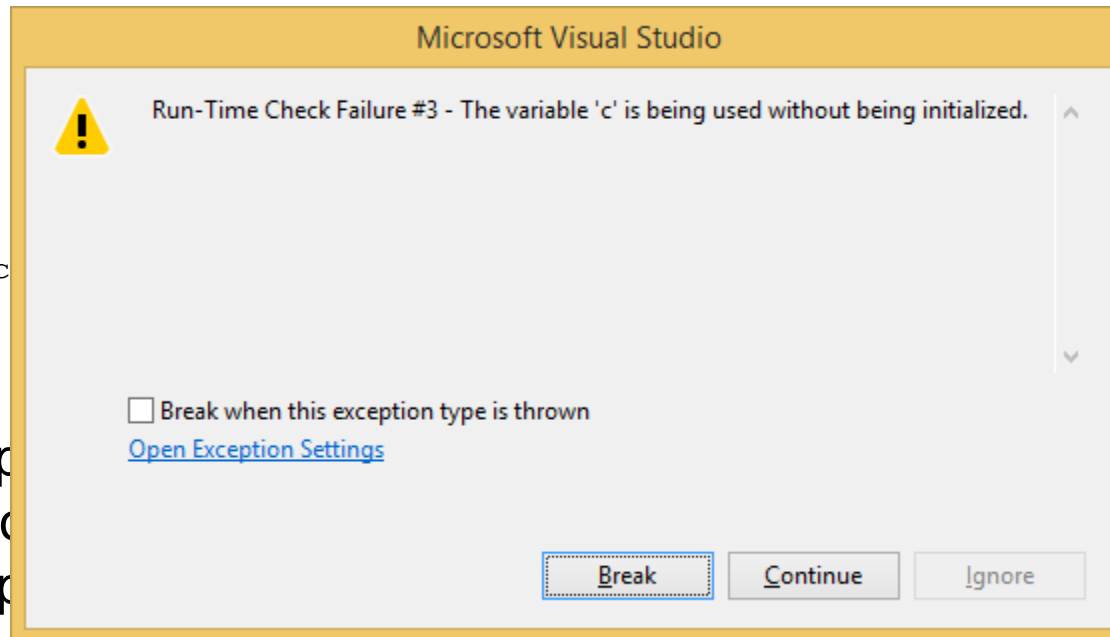 Microsoft Visual Studio
Run-Time Check Failure #3 - The variable 'c' is being used without being initialized.
Break when this exception type is thrown
Open Exception Settings
Break
Continue
Ignore